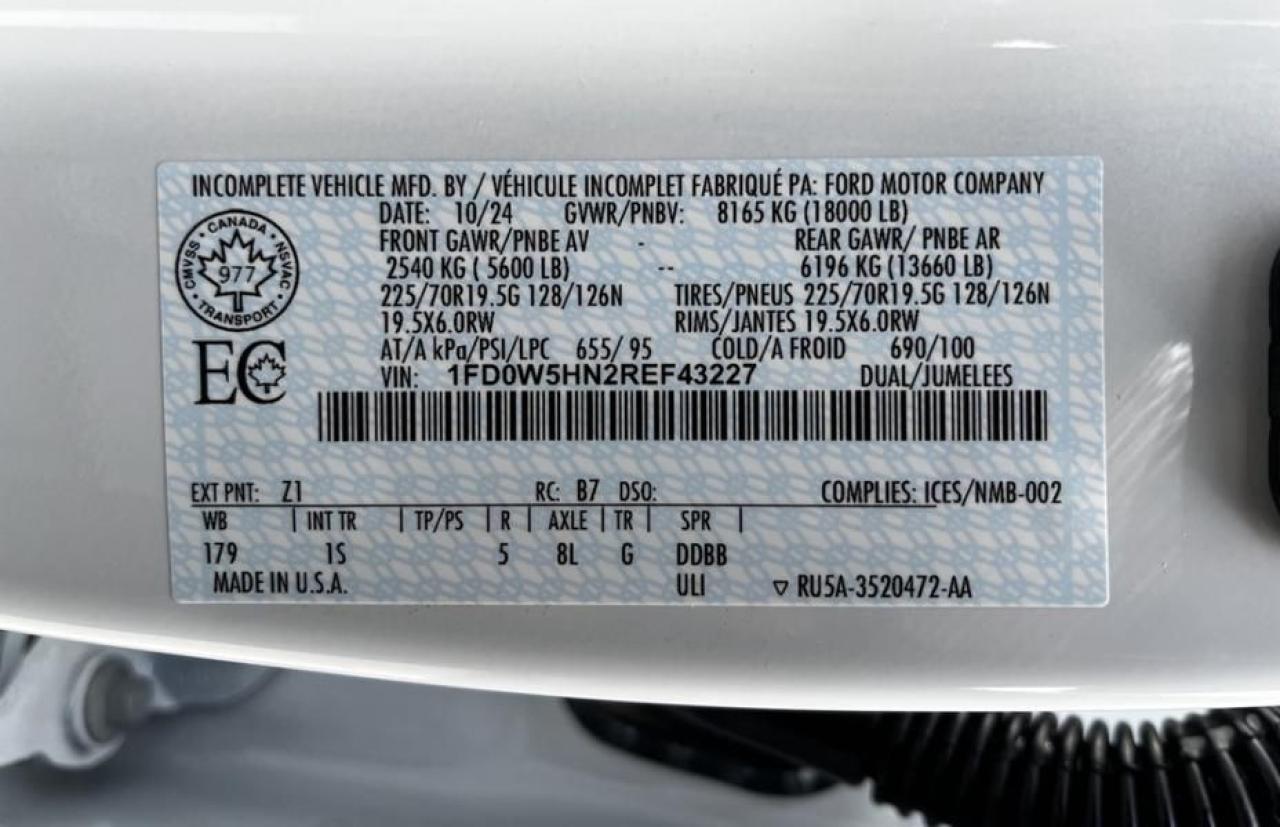 INCOMPLETE VEHICLE MFD. BY / VÉHICULE INCOMPLET FABRIQUÉ PA: FORD MOTOR COMPANY
DATE: 10/24 GVWR/PNBV: 8165 KG (18000 LB)
FRONT GAWR/PNBE AV - REAR GAWR/ PNBE AR
2540 KG ( 5600 LB) -- 6196 KG (13660 LB)
225/70R19.5G 128/126N TIRES/PNEUS 225/70R19.5G 128/126N
19.5X6.0RW RIMS/JANTES 19.5X6.0RW
AT/A kPa/PSI/LPC 655/ 95 COLD/A FROID 690/100
VIN: 1FD0W5HN2REF43227 DUAL/JUMELEES
CMVSS • CANADA • NSVAC
977
• TRANSPORT •
EC
EXT PNT: Z1 RC: B7 DSO: COMPLIES: ICES/NMB-002
WB | INT TR | TP/PS | R | AXLE | TR | SPR |
179 1S 5 8L G DDBB
MADE IN U.S.A. ULI ▽ RU5A-3520472-AA